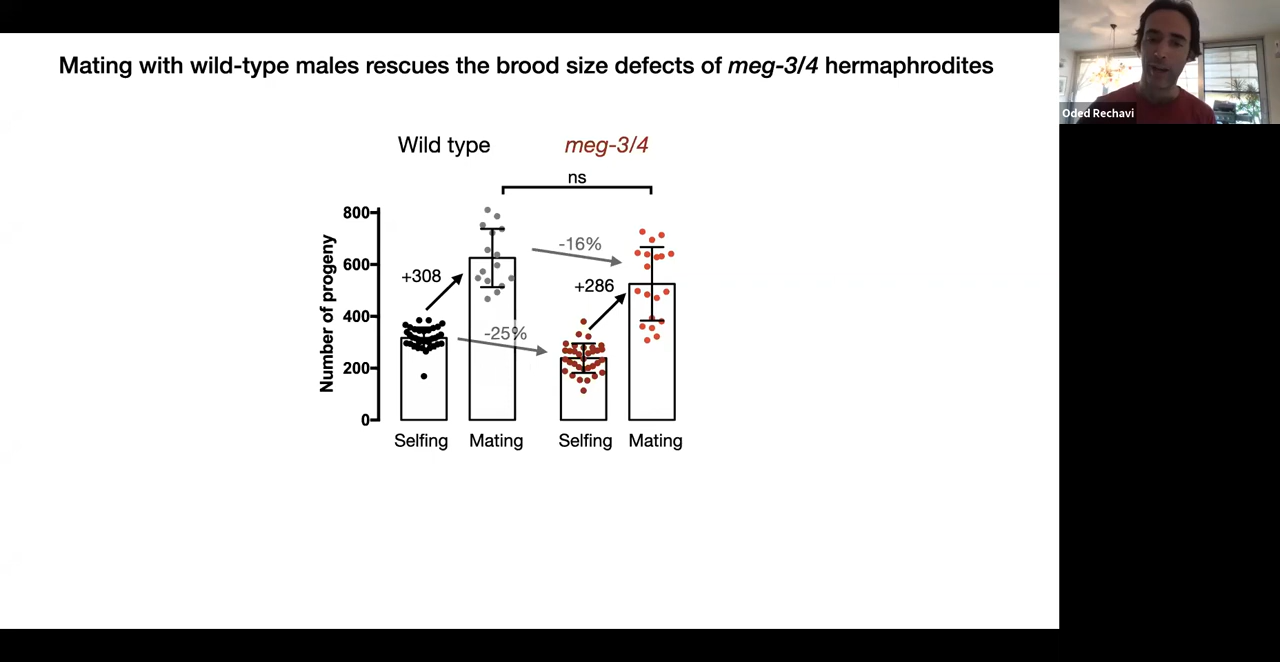 Mating with wild-type males rescues the brood size defects of meg-3/4 hermaphrodites
Oded Rechavi
Wild type
meg-3/4
ns
Number of progeny
800
600
400
200
0
+308
-25%
-16%
+286
Selfing
Mating
Selfing
Mating